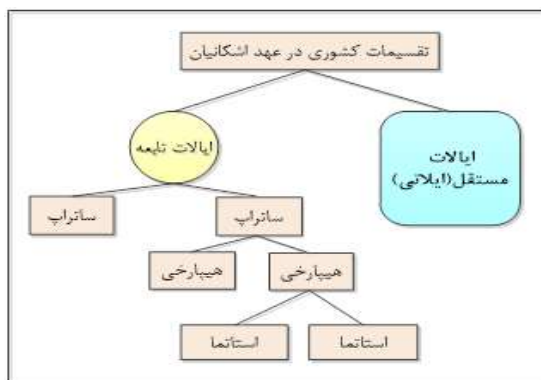 تقسیمات کشوری در عهد اشکانیان
ایالات
مستقل(ایلاتی)
ایالات تابعه
ساتراپ
ساتراپ
هیپارخی
هیپارخی
استاتما
استاتما